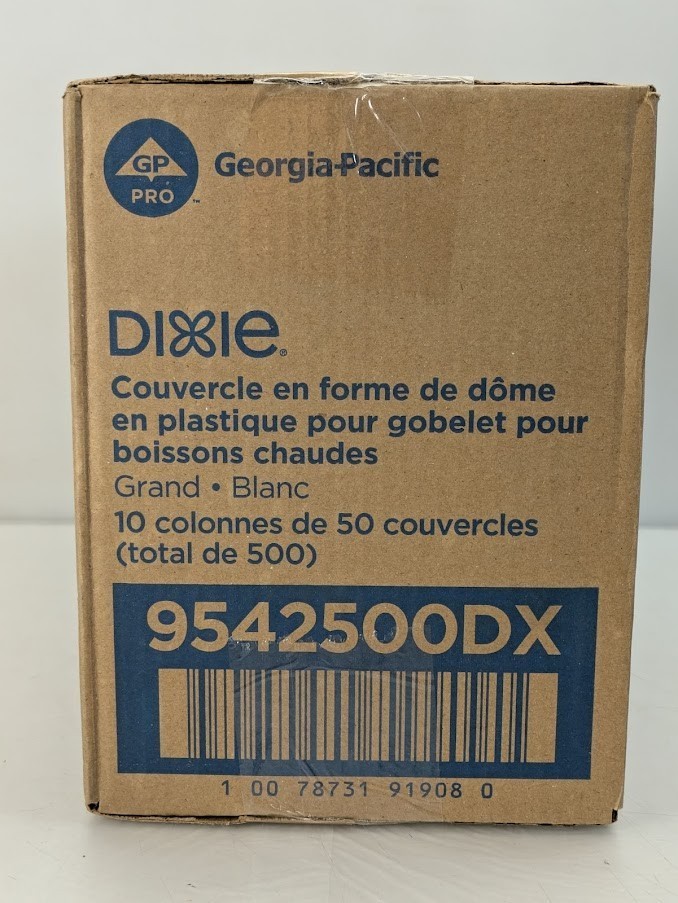 GP
PRO™
Georgia-Pacific
DIXIE®
Couvercle en forme de dôme
en plastique pour gobelet pour
boissons chaudes
Grand • Blanc
10 colonnes de 50 couvercles
(total de 500)
9542500DX
1 00 78731 91908 0